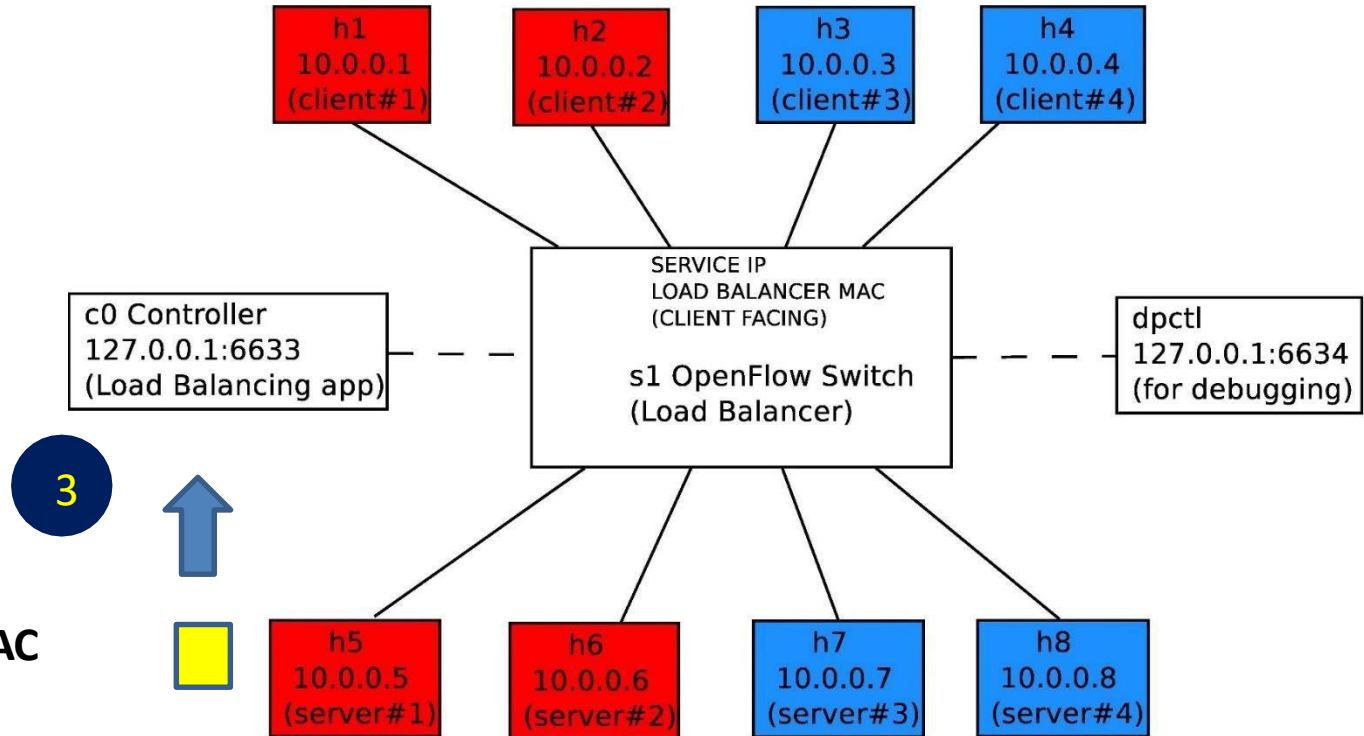 h1
10.0.0.1
(client#1)
h2
10.0.0.2
(client#2)
h3
10.0.0.3
(client#3)
h4
10.0.0.4
(client#4)
SERVICE IP
LOAD BALANCER MAC
(CLIENT FACING)
s1 OpenFlow Switch
(Load Balancer)
c0 Controller
127.0.0.1:6633
(Load Balancing app)
dpctl
127.0.0.1:6634
(for debugging)
3
AC
h5
10.0.0.5
(server#1)
h6
10.0.0.6
(server#2)
h7
10.0.0.7
(server#3)
h8
10.0.0.8
(server#4)